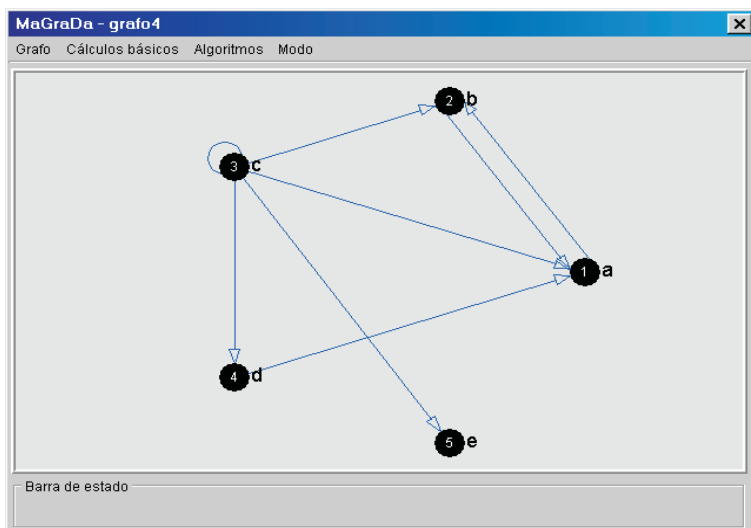 MaGraDa - grafo4
Grafo Cálculos básicos Algoritmos Modo
2 b
3 c
1 a
4 d
5 e
Barra de estado